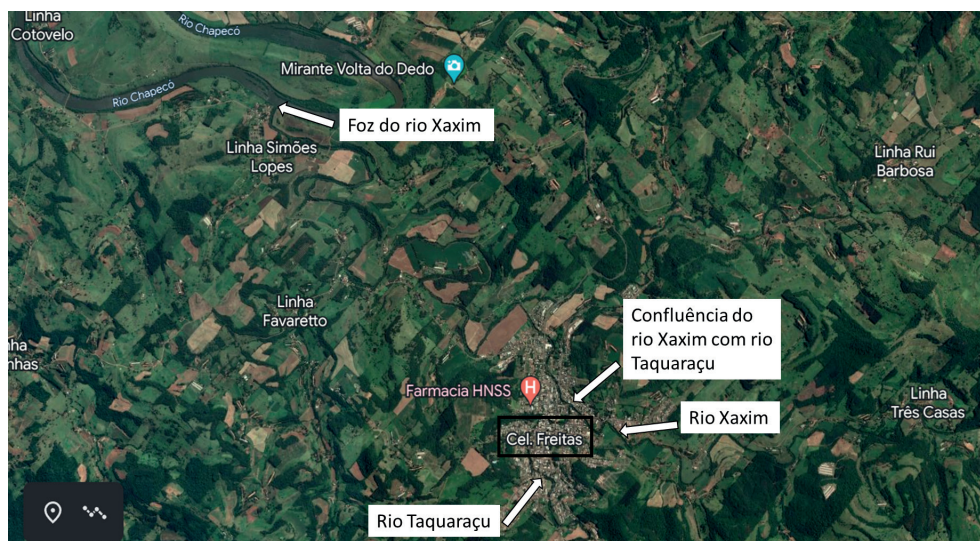 Linha
Cotovelo
Rio Chapecó
Mirante Volta do Dedo
Rio Chapecó
Foz do rio Xaxim
Linha Simões
Lopes
Linha Rui
Barbosa
Linha
Favaretto
Confluência do
rio Xaxim com rio
Taquaraçu
nha
nhas
Farmacia HNSS
H
Linha
Três Casas
Rio Xaxim
Cel. Freitas
Rio Taquaraçu